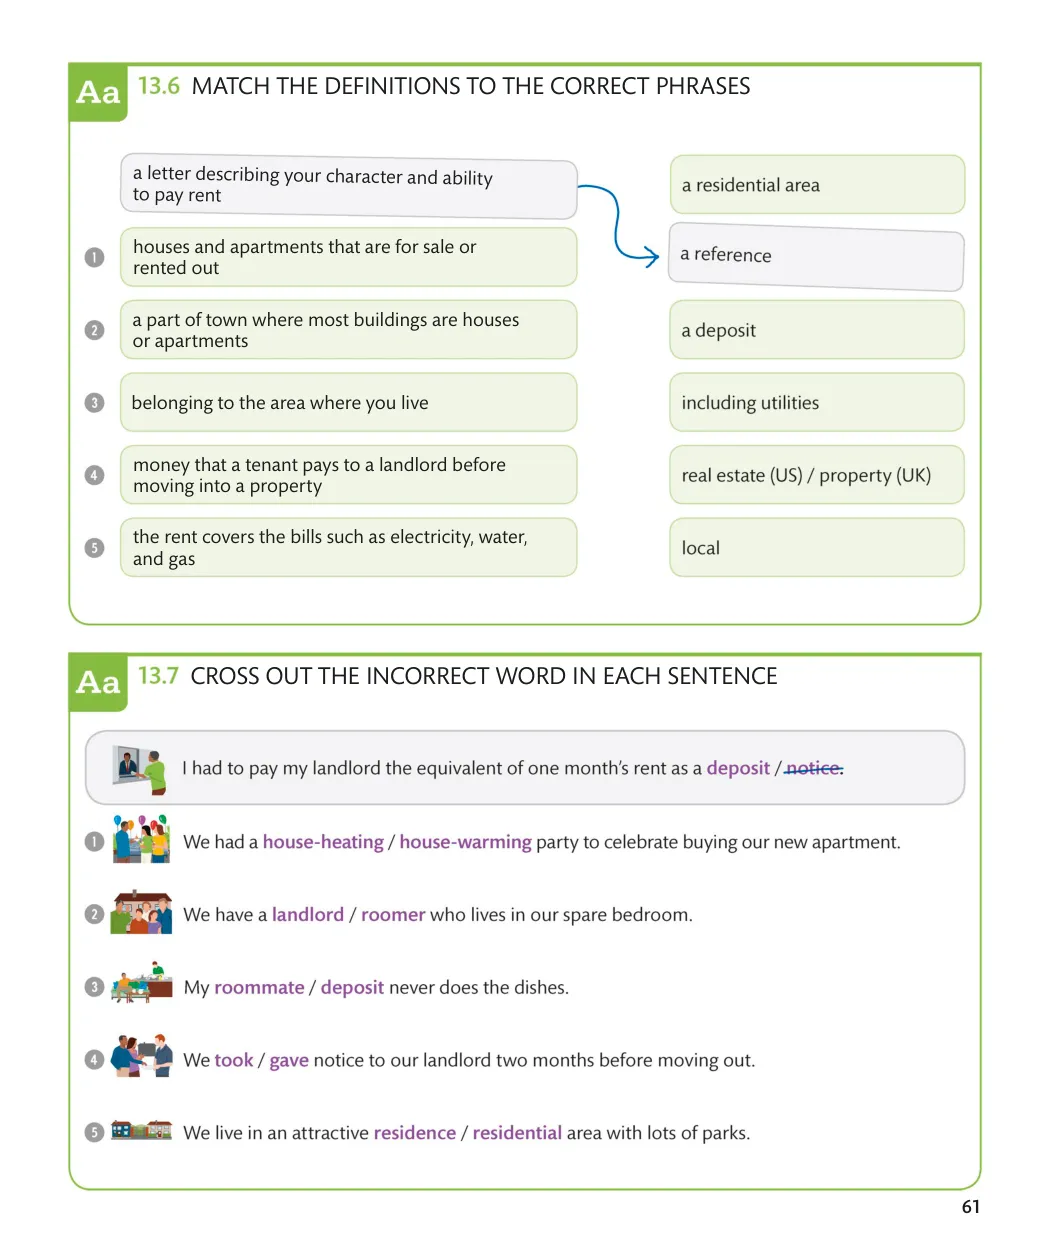 Aa
13.6 MATCH THE DEFINITIONS TO THE CORRECT PHRASES
a letter describing your character and ability
to pay rent
a residential area
1
houses and apartments that are for sale or
rented out
a reference
2
a part of town where most buildings are houses
or apartments
a deposit
3
belonging to the area where you live
including utilities
4
money that a tenant pays to a landlord before
moving into a property
real estate (US) / property (UK)
5
the rent covers the bills such as electricity, water,
and gas
local
Aa
13.7 CROSS OUT THE INCORRECT WORD IN EACH SENTENCE
I had to pay my landlord the equivalent of one month's rent as a deposit / notice.
1 We had a house-heating / house-warming party to celebrate buying our new apartment.
2 We have a landlord / roomer who lives in our spare bedroom.
3 My roommate / deposit never does the dishes.
4 We took / gave notice to our landlord two months before moving out.
5 We live in an attractive residence / residential area with lots of parks.
61